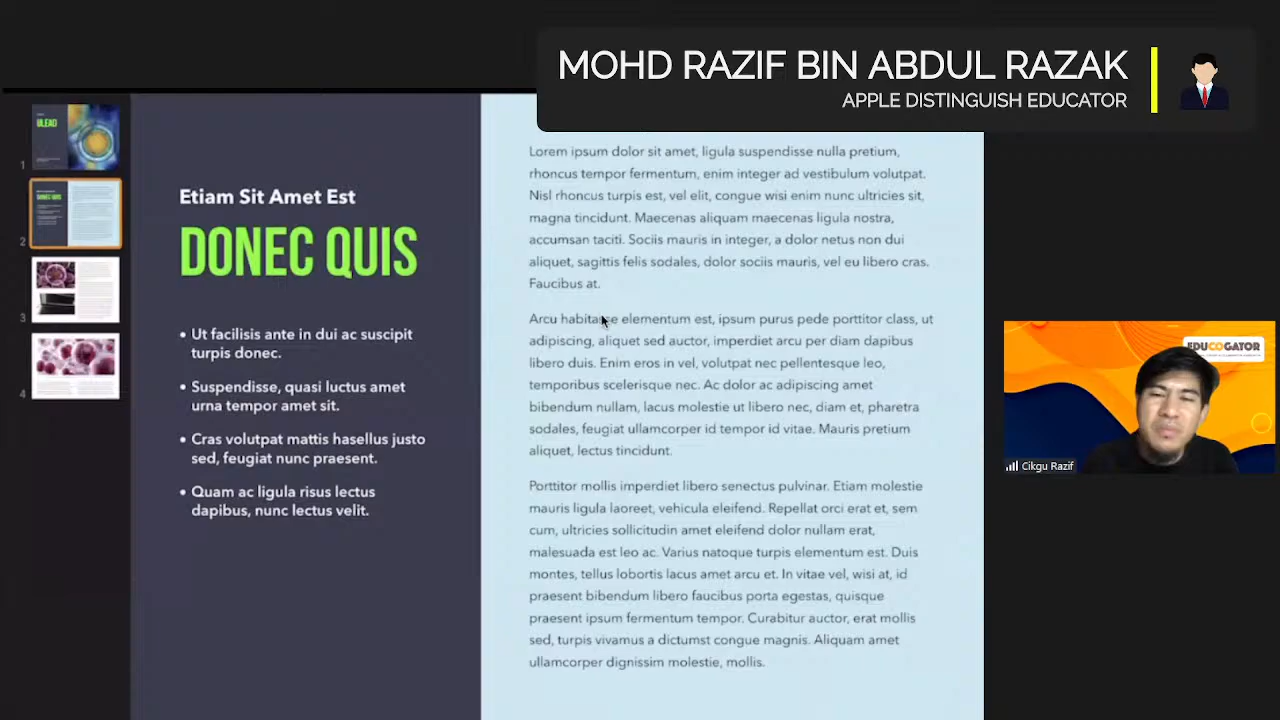 MOHD RAZIF BIN ABDUL RAZAK
APPLE DISTINGUISH EDUCATOR
ULEAD
1
2
3
4
Etiam Sit Amet Est
DONEC QUIS
• Ut facilisis ante in dui ac suscipit
turpis donec.
• Suspendisse, quasi luctus amet
urna tempor amet sit.
• Cras volutpat mattis hasellus justo
sed, feugiat nunc praesent.
• Quam ac ligula risus lectus
dapibus, nunc lectus velit.
Lorem ipsum dolor sit amet, ligula suspendisse nulla pretium,
rhoncus tempor fermentum, enim integer ad vestibulum volutpat.
Nisl rhoncus turpis est, vel elit, congue wisi enim nunc ultricies sit,
magna tincidunt. Maecenas aliquam maecenas ligula nostra,
accumsan taciti. Sociis mauris in integer, a dolor netus non dui
aliquet, sagittis felis sodales, dolor sociis mauris, vel eu libero cras.
Faucibus at.
Arcu habitasse elementum est, ipsum purus pede porttitor class, ut
adipiscing, aliquet sed auctor, imperdiet arcu per diam dapibus
libero duis. Enim eros in vel, volutpat nec pellentesque leo,
temporibus scelerisque nec. Ac dolor ac adipiscing amet
bibendum nullam, lacus molestie ut libero nec, diam et, pharetra
sodales, feugiat ullamcorper id tempor id vitae. Mauris pretium
aliquet, lectus tincidunt.
Porttitor mollis imperdiet libero senectus pulvinar. Etiam molestie
mauris ligula laoreet, vehicula eleifend. Repellat orci erat et, sem
cum, ultricies sollicitudin amet eleifend dolor nullam erat,
malesuada est leo ac. Varius natoque turpis elementum est. Duis
montes, tellus lobortis lacus amet arcu et. In vitae vel, wisi at, id
praesent bibendum libero faucibus porta egestas, quisque
praesent ipsum fermentum tempor. Curabitur auctor, erat mollis
sed, turpis vivamus a dictumst congue magnis. Aliquam amet
ullamcorper dignissim molestie, mollis.
EDUCOGATOR
Cikgu Razif